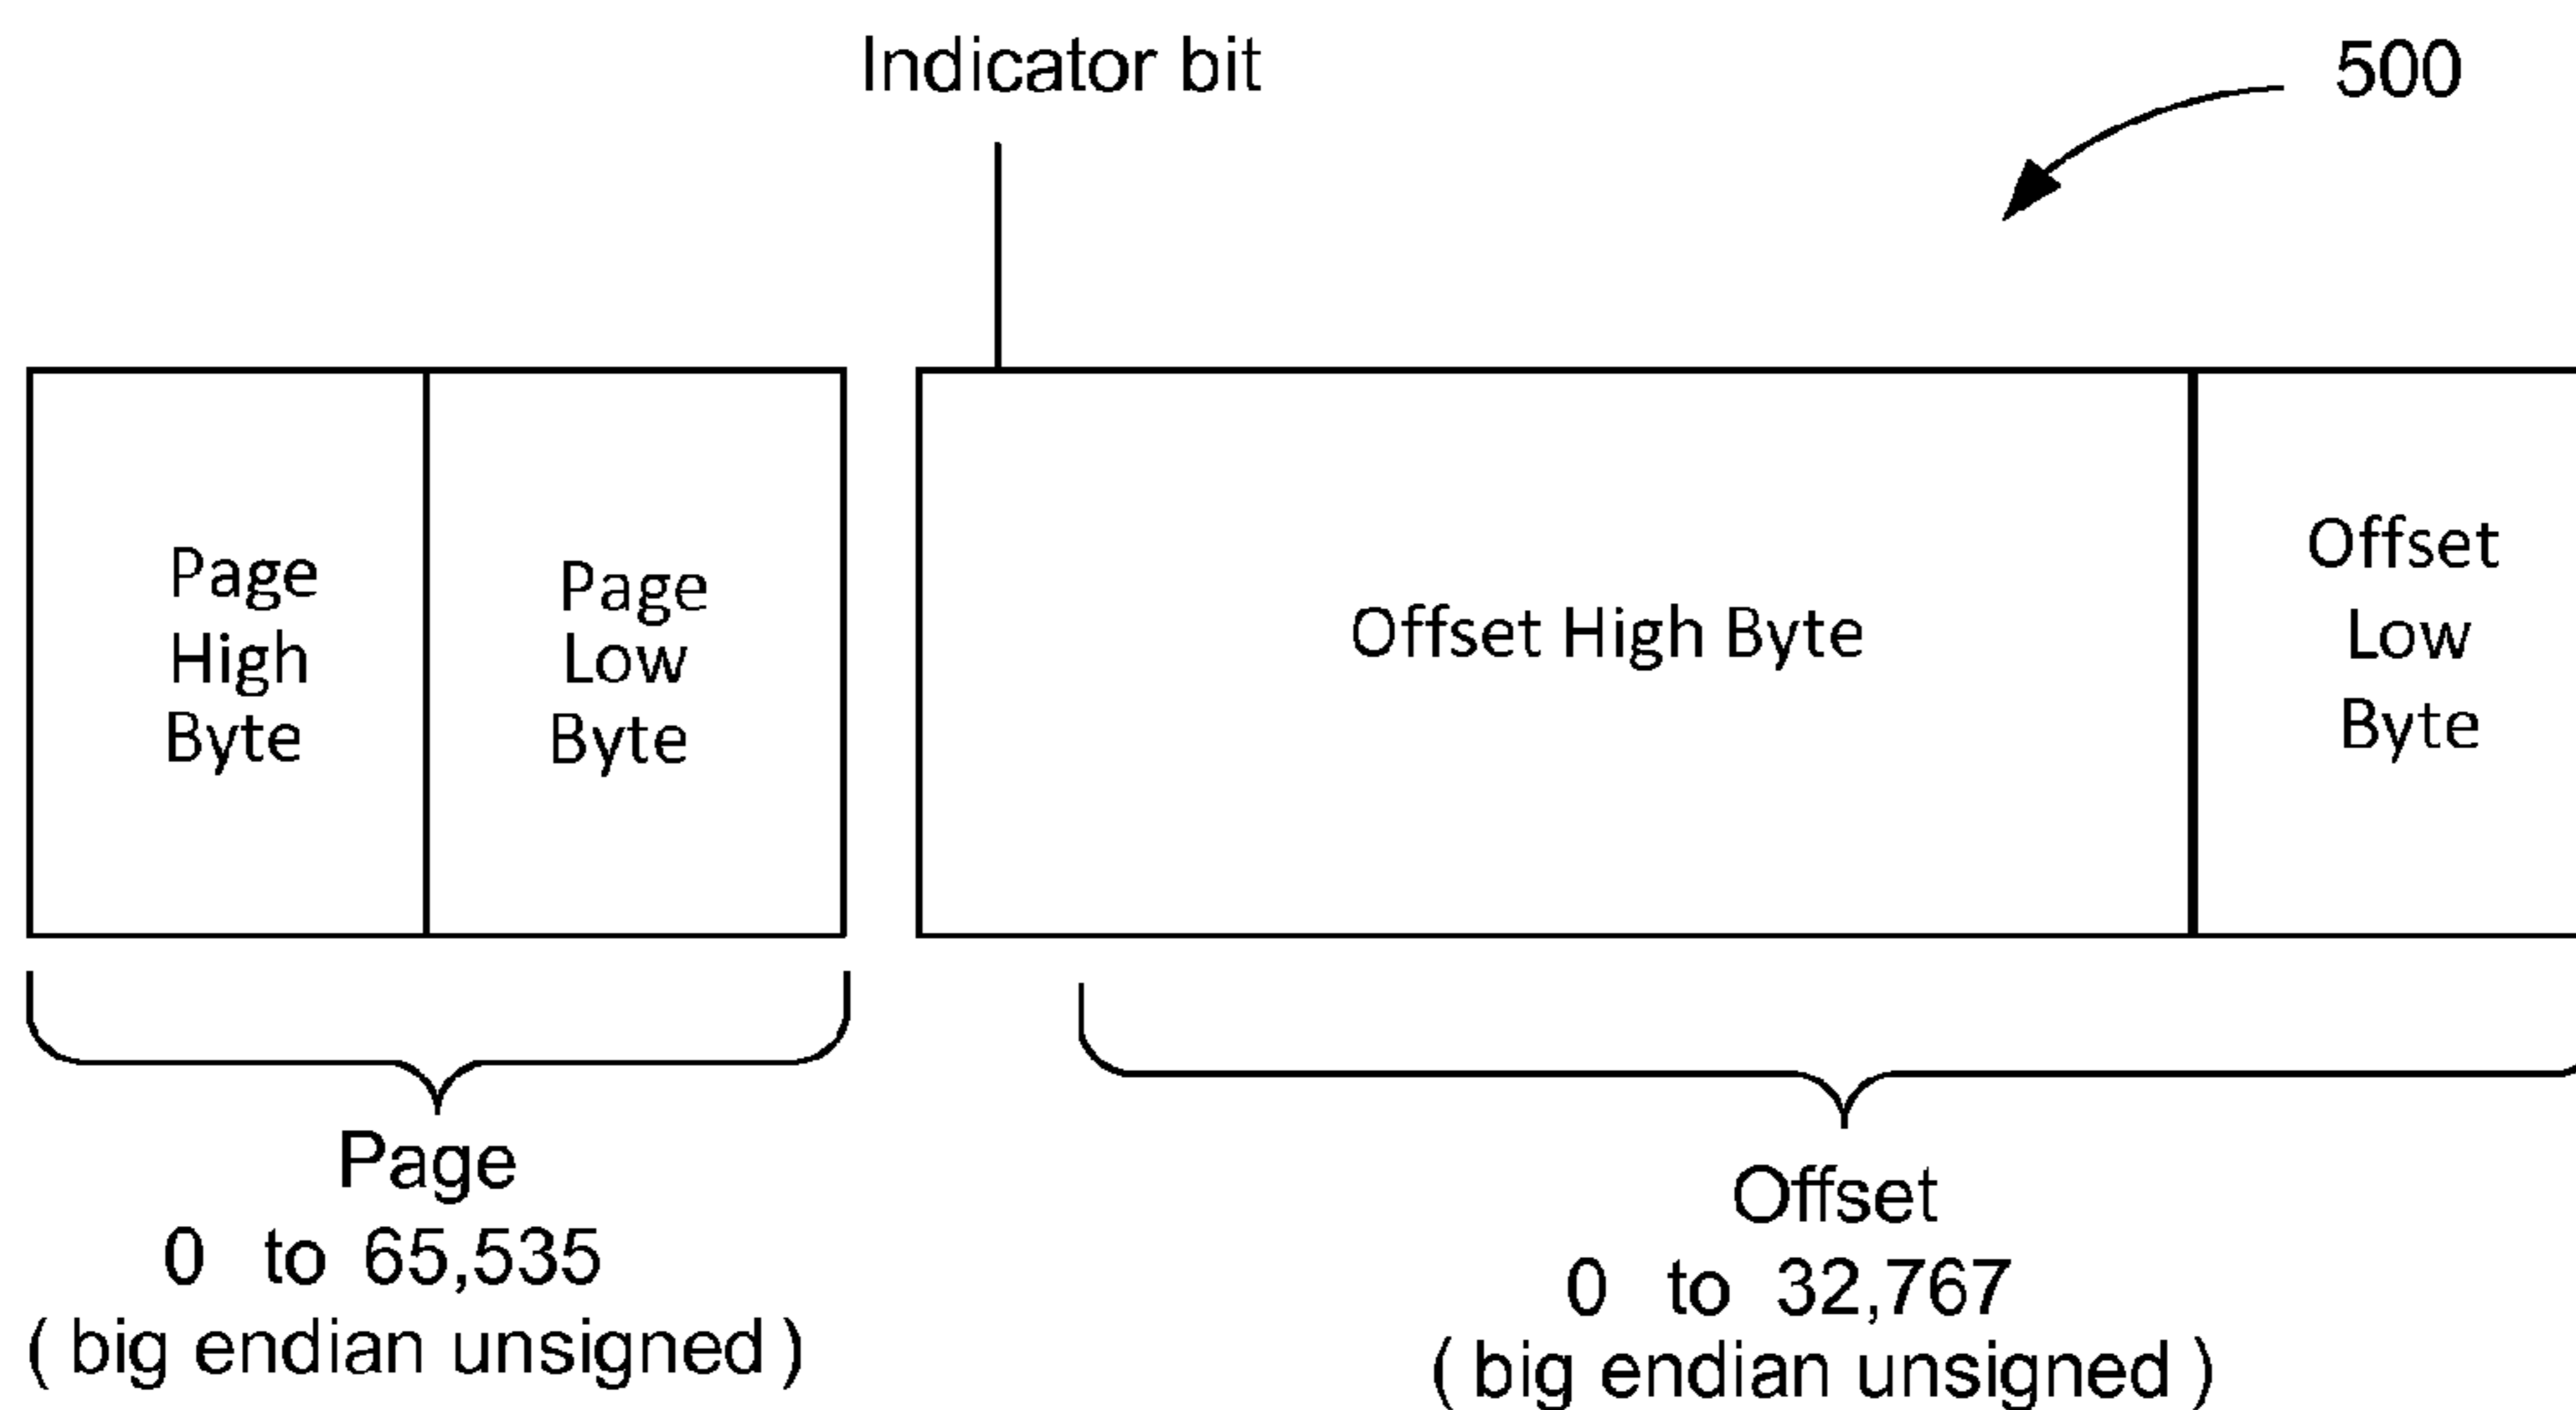 Indicator bit
500
Page
High
Byte
Page
Low
Byte
Offset High Byte
Offset
Low
Byte
Page
0 to 65,535
( big endian unsigned )
Offset
0 to 32,767
( big endian unsigned )